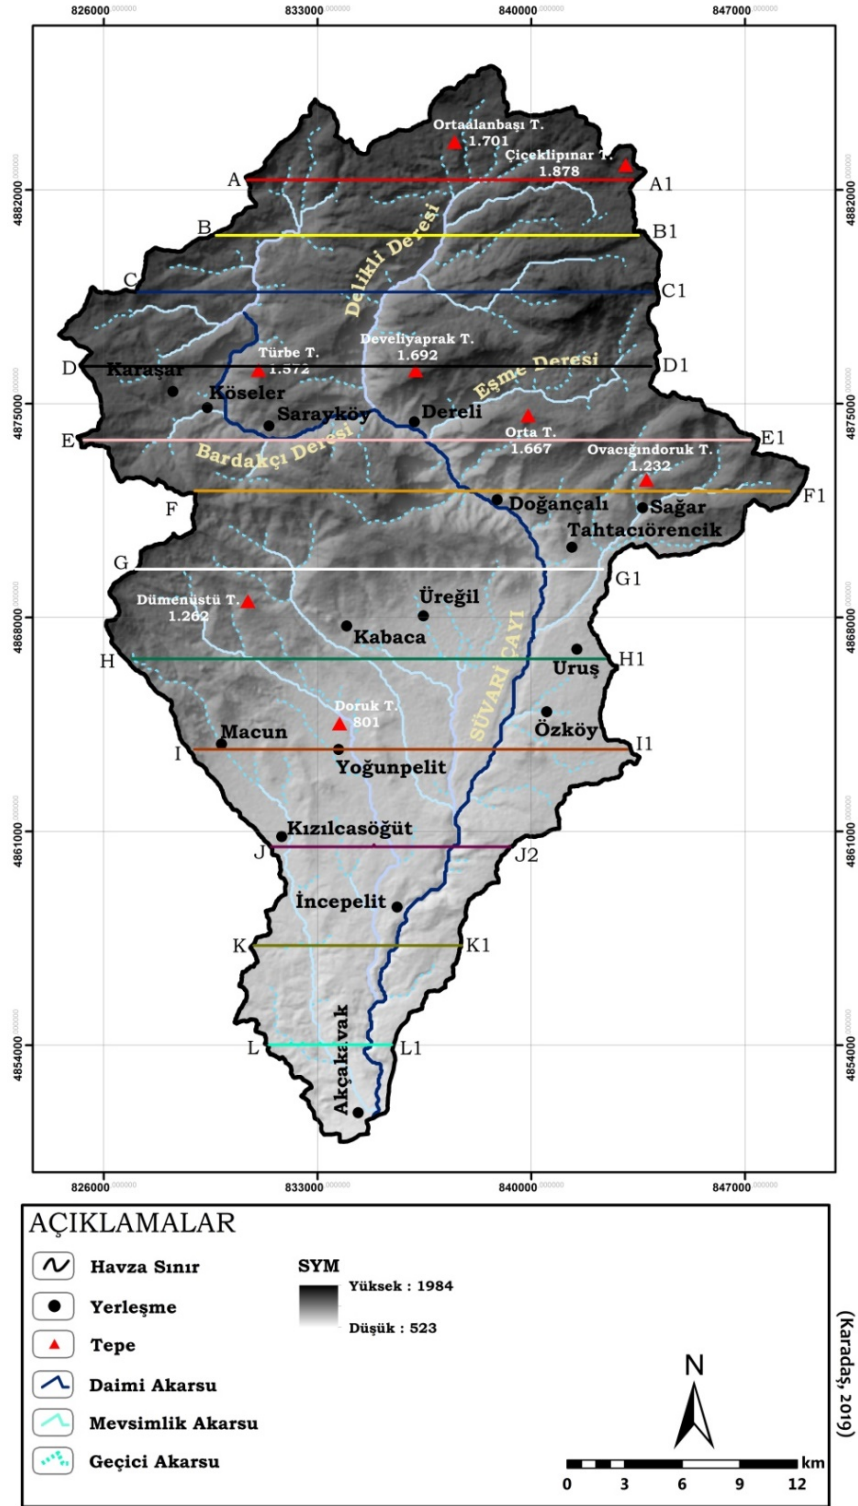 826000 833000 840000 847000
Ortaalanbaşı T.
1.701
Çiçeklipınar T.
1.878
A A1
4882000 4882000
B B1
Delikli Deresi
C C1
Develiyaprak T.
1.692
Türbe T.
1.572
D D1
Karaşar
Eşme Deresi
Köseler
4875000 4875000
Sarayköy
Dereli
Orta T.
1.667
E E1
Bardakçı Deresi
Ovacığındoruk T.
1.232
F F1
Doğançalı
Sağar
Tahtacıörencik
G G1
Dümenüstü T.
1.262
Üreğil
4868000 4868000
Kabaca
SÜVARİ ÇAYI
H H1
Uruş
Doruk T.
801
Özköy
Macun
I I1
Yoğunpelit
Kızılcasöğüt
4861000 4861000
J J2
İncepelit
K K1
L L1
4854000 4854000
Akçakavak
826000 833000 840000 847000
AÇIKLAMALAR
Havza Sınır
Yerleşme
Tepe
Daimi Akarsu
Mevsimlik Akarsu
Geçici Akarsu
SYM
Yüksek : 1984
Düşük : 523
N
km
0 3 6 9 12
(Karadaş, 2019)